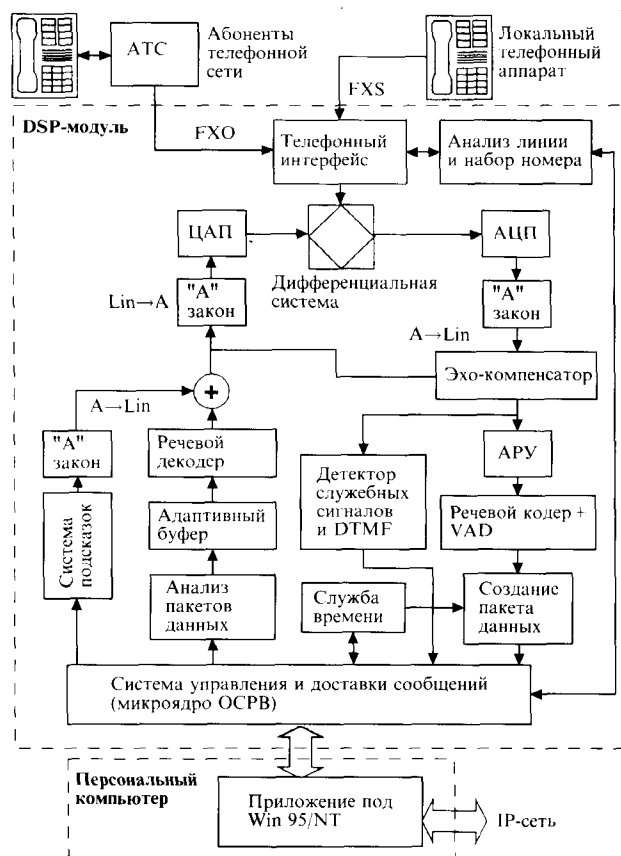 АТС
Абоненты
телефонной
сети
Локальный
телефонный
аппарат
FXS
DSP-модуль
FXO
Телефонный
интерфейс
Анализ линии
и набор номера
ЦАП
АЦП
Дифференциальная
система
Lin→A
"А"
закон
"А"
закон
A→Lin
Эхо-компенсатор
+
A→Lin
"А"
закон
Речевой
декодер
Детектор
служебных
сигналов
и DTMF
АРУ
Система
подсказок
Адаптивный
буфер
Речевой кодер +
VAD
Анализ
пакетов
данных
Служба
времени
Создание
пакета
данных
Система управления и доставки сообщений
(микроядро ОСРВ)
Персональный
компьютер
Приложение под
Win 95/NT
IP-сеть